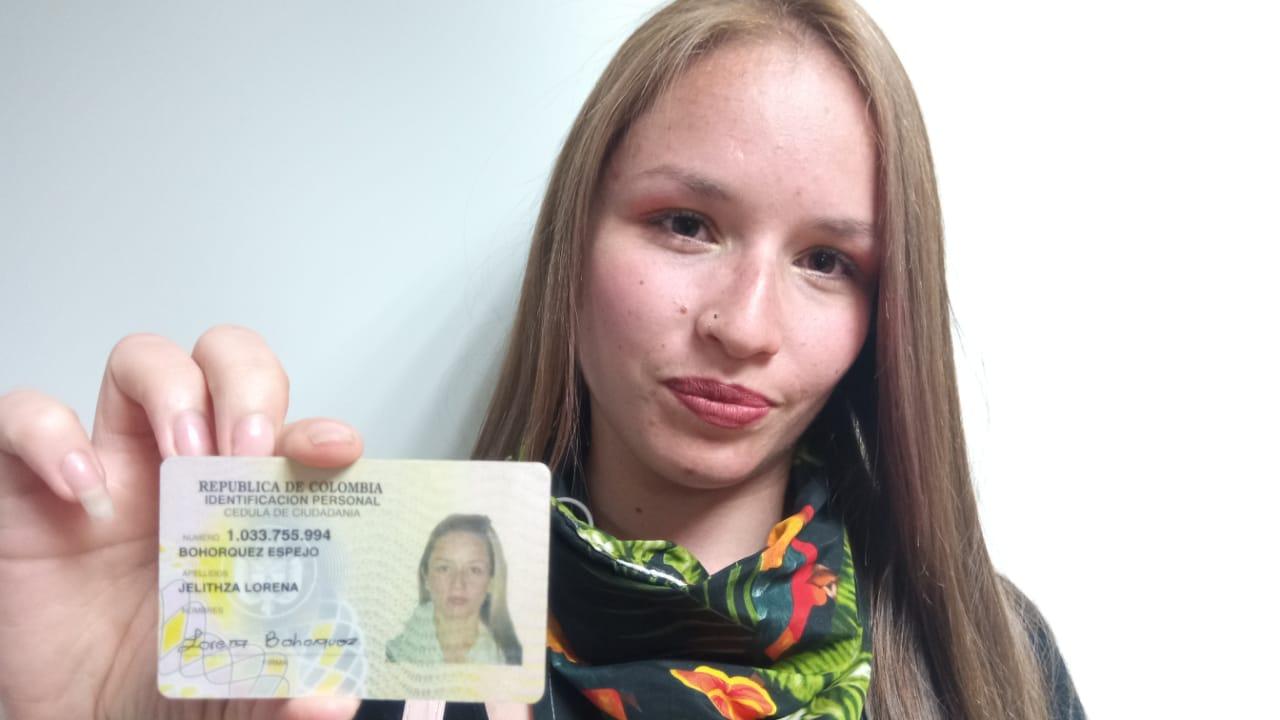 REPUBLICA DE COLOMBIA
IDENTIFICACION PERSONAL
CEDULA DE CIUDADANIA
NUMERO 1.033.755.994
BOHORQUEZ ESPEJO
APELLIDOS
JELITHZA LORENA
NOMBRES
Lorena Bohorquez
FIRMA